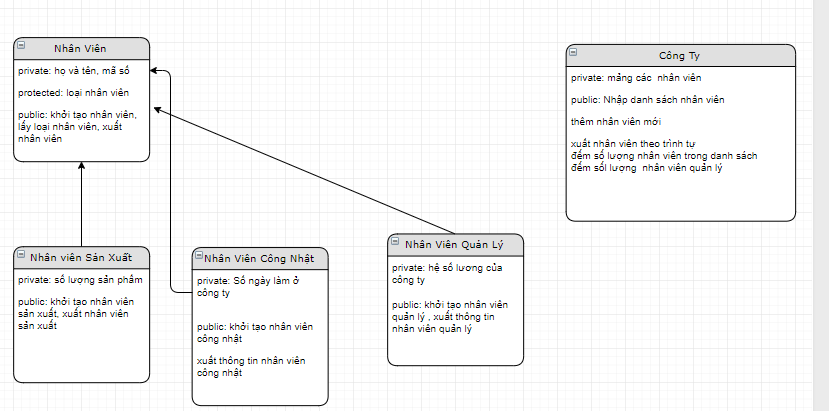 Nhân Viên
private: họ và tên, mã số
protected: loại nhân viên
public: khởi tạo nhân viên,
lấy loại nhân viên, xuất
nhân viên
Công Ty
private: mảng các nhân viên
public: Nhập danh sách nhân viên
thêm nhân viên mới
xuất nhân viên theo trình tự
đếm số lượng nhân viên trong danh sách
đếm sốl lượng nhân viên quản lý
Nhân viên Sản Xuất
private: số lượng sản phẩm
public: khởi tạo nhân viên
sản xuất, xuất nhân viên
sản xuất
Nhân Viên Công Nhật
private: Số ngày làm ở
công ty
public: khởi tạo nhân viên
công nhật
xuất thông tin nhân viên
công nhật
Nhân Viên Quản Lý
private: hệ số lương của
công ty
public: khởi tạo nhân viên
quản lý , xuất thông tin
nhân viên quản lý